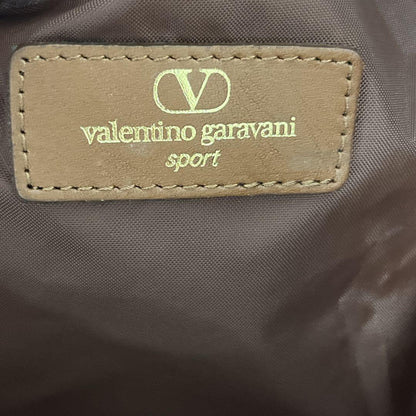 V
valentino garavani
sport